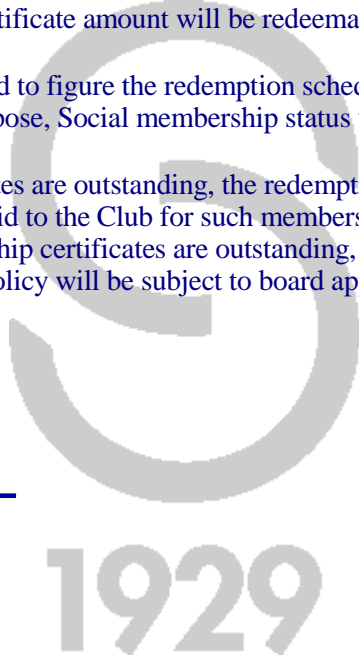 tificate amount will be redeema
d to figure the redemption sched
pose, Social membership status
es are outstanding, the redempt
id to the Club for such members
hip certificates are outstanding,
olicy will be subject to board ap
1929